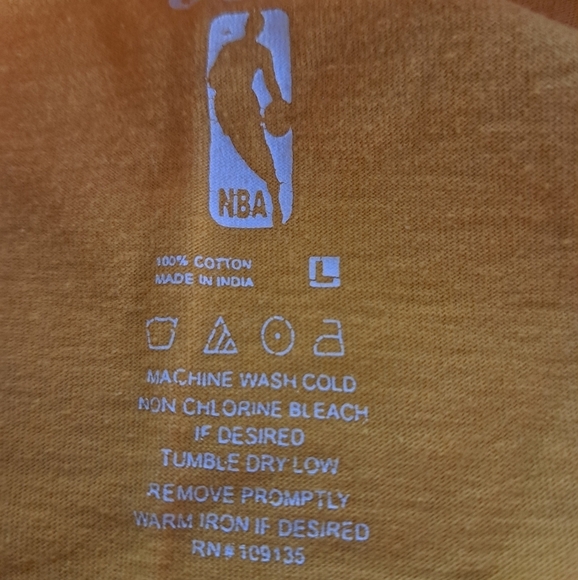 NBA
100% COTTON
MADE IN INDIA
L
MACHINE WASH COLD
NON CHLORINE BLEACH
IF DESIRED
TUMBLE DRY LOW
REMOVE PROMPTLY
WARM IRON IF DESIRED
RN#109135